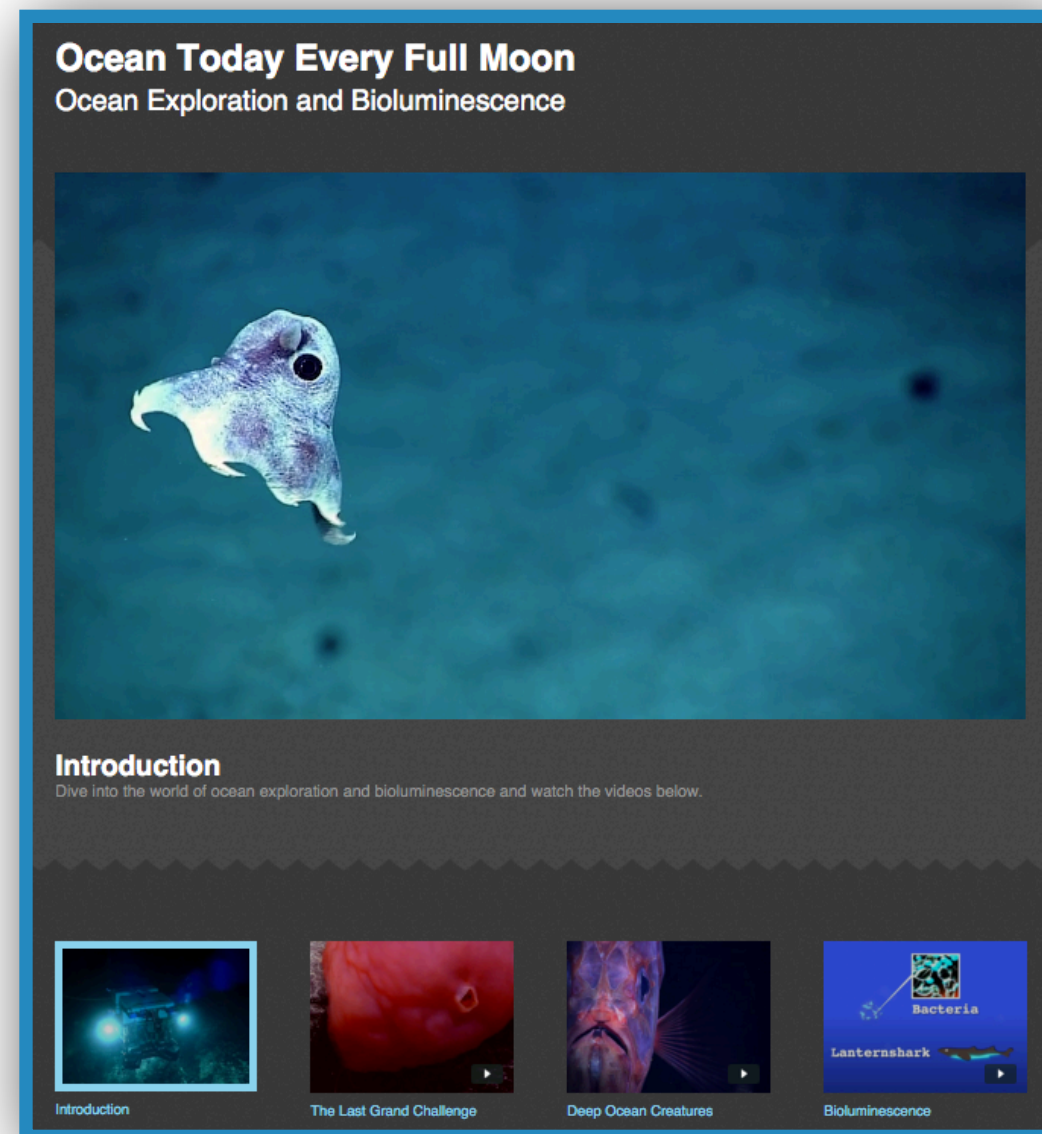 Ocean Today Every Full Moon
Ocean Exploration and Bioluminescence
Introduction
Dive into the world of ocean exploration and bioluminescence and watch the videos below.
Bacteria
Lanternshark
Introduction
The Last Grand Challenge
Deep Ocean Creatures
Bioluminescence